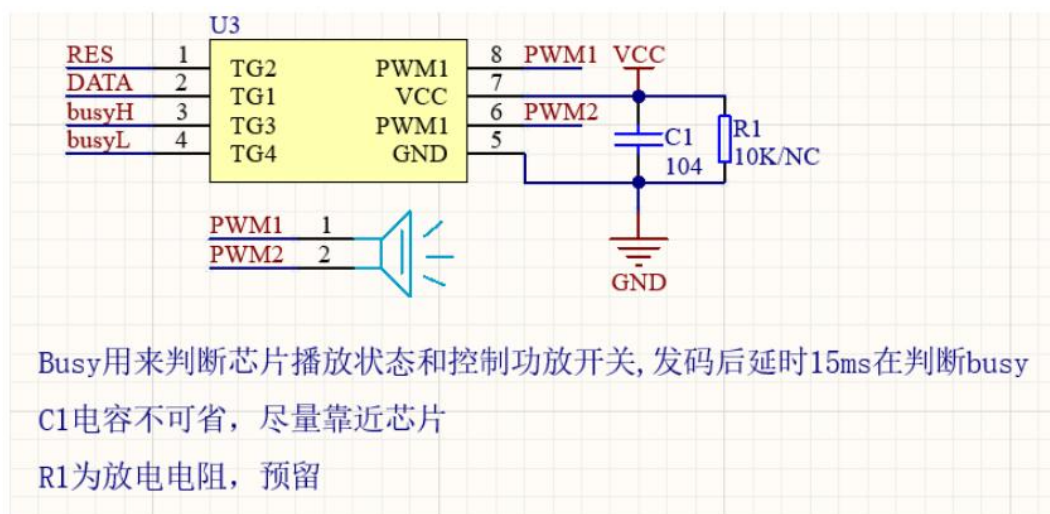 U3
RES 1 TG2 PWM1 8 PWM1 VCC
DATA 2 TG1 VCC 7
busyH 3 TG3 PWM1 6 PWM2
busyL 4 TG4 GND 5
C1
104
R1
10K/NC
PWM1 1
PWM2 2
GND
Busy用来判断芯片播放状态和控制功放开关,发码后延时15ms在判断busy
C1电容不可省，尽量靠近芯片
R1为放电电阻，预留